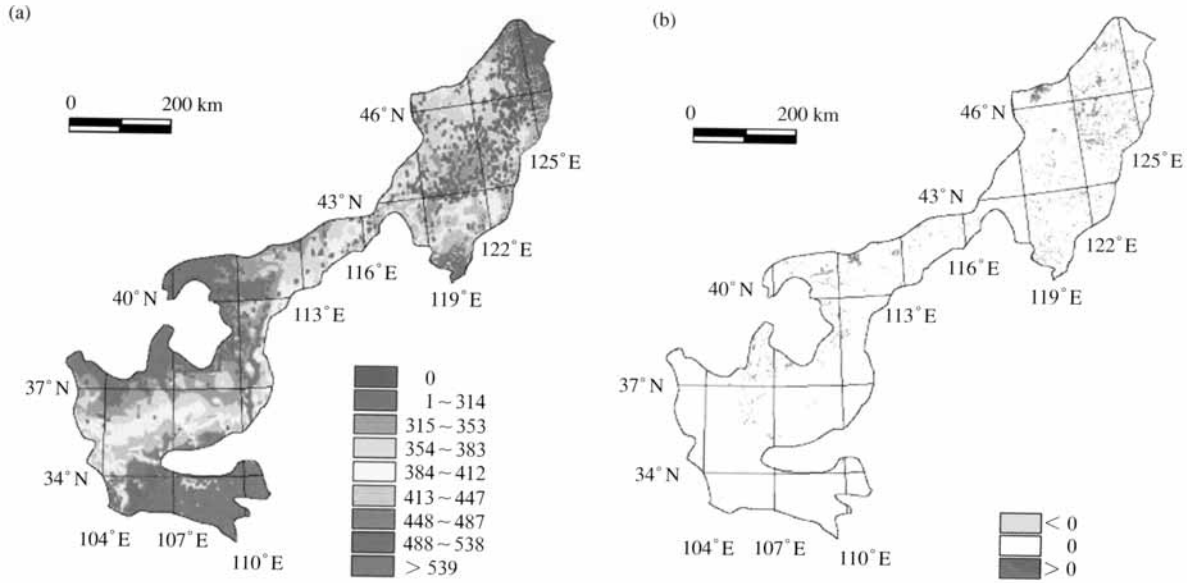 (a)
0 200 km
46°N
43°N
40°N
37°N
34°N
125°E
122°E
119°E
116°E
113°E
104°E 107°E 110°E
0
1~314
315~353
354~383
384~412
413~447
448~487
488~538
> 539
(b)
0 200 km
46°N
43°N
40°N
37°N
34°N
125°E
122°E
119°E
116°E
113°E
104°E 107°E 110°E
< 0
0
> 0